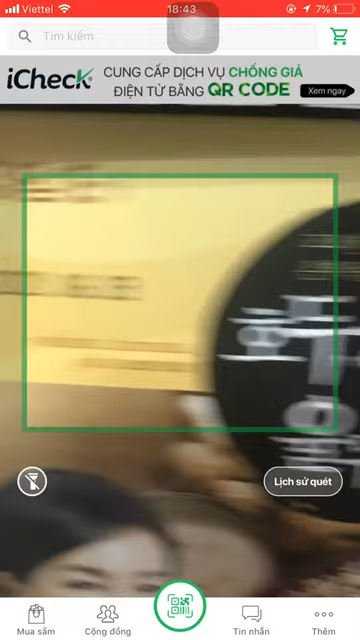 Viettel
18:43
7%
Tìm kiếm..
iCheck
CUNG CẤP DỊCH VỤ CHỐNG GIẢ
ĐIỆN TỬ BẰNG QR CODE
Xem ngay
Lịch sử quét
Mua sắm
Cộng đồng
Tin nhắn
Thêm